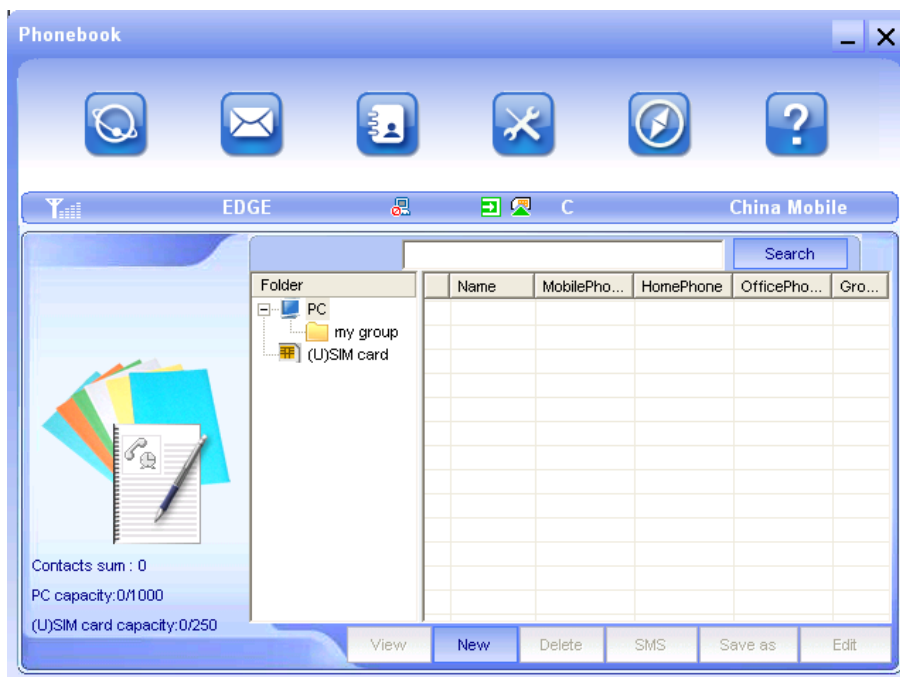 Phonebook
EDGE C China Mobile
Search
Folder Name MobilePho... HomePhone OfficePho... Gro...
PC
my group
(U)SIM card
Contacts sum : 0
PC capacity:0/1000
(U)SIM card capacity:0/250
View New Delete SMS Save as Edit